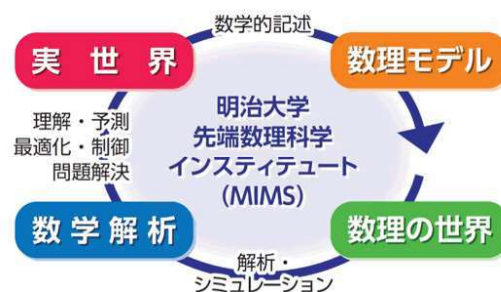 数学的記述
実世界
数理モデル
理解・予測
最適化・制御
問題解決
明治大学
先端数理科学
インスティテュート
(MIMS)
数学解析
数理の世界
解析・
シミュレーション